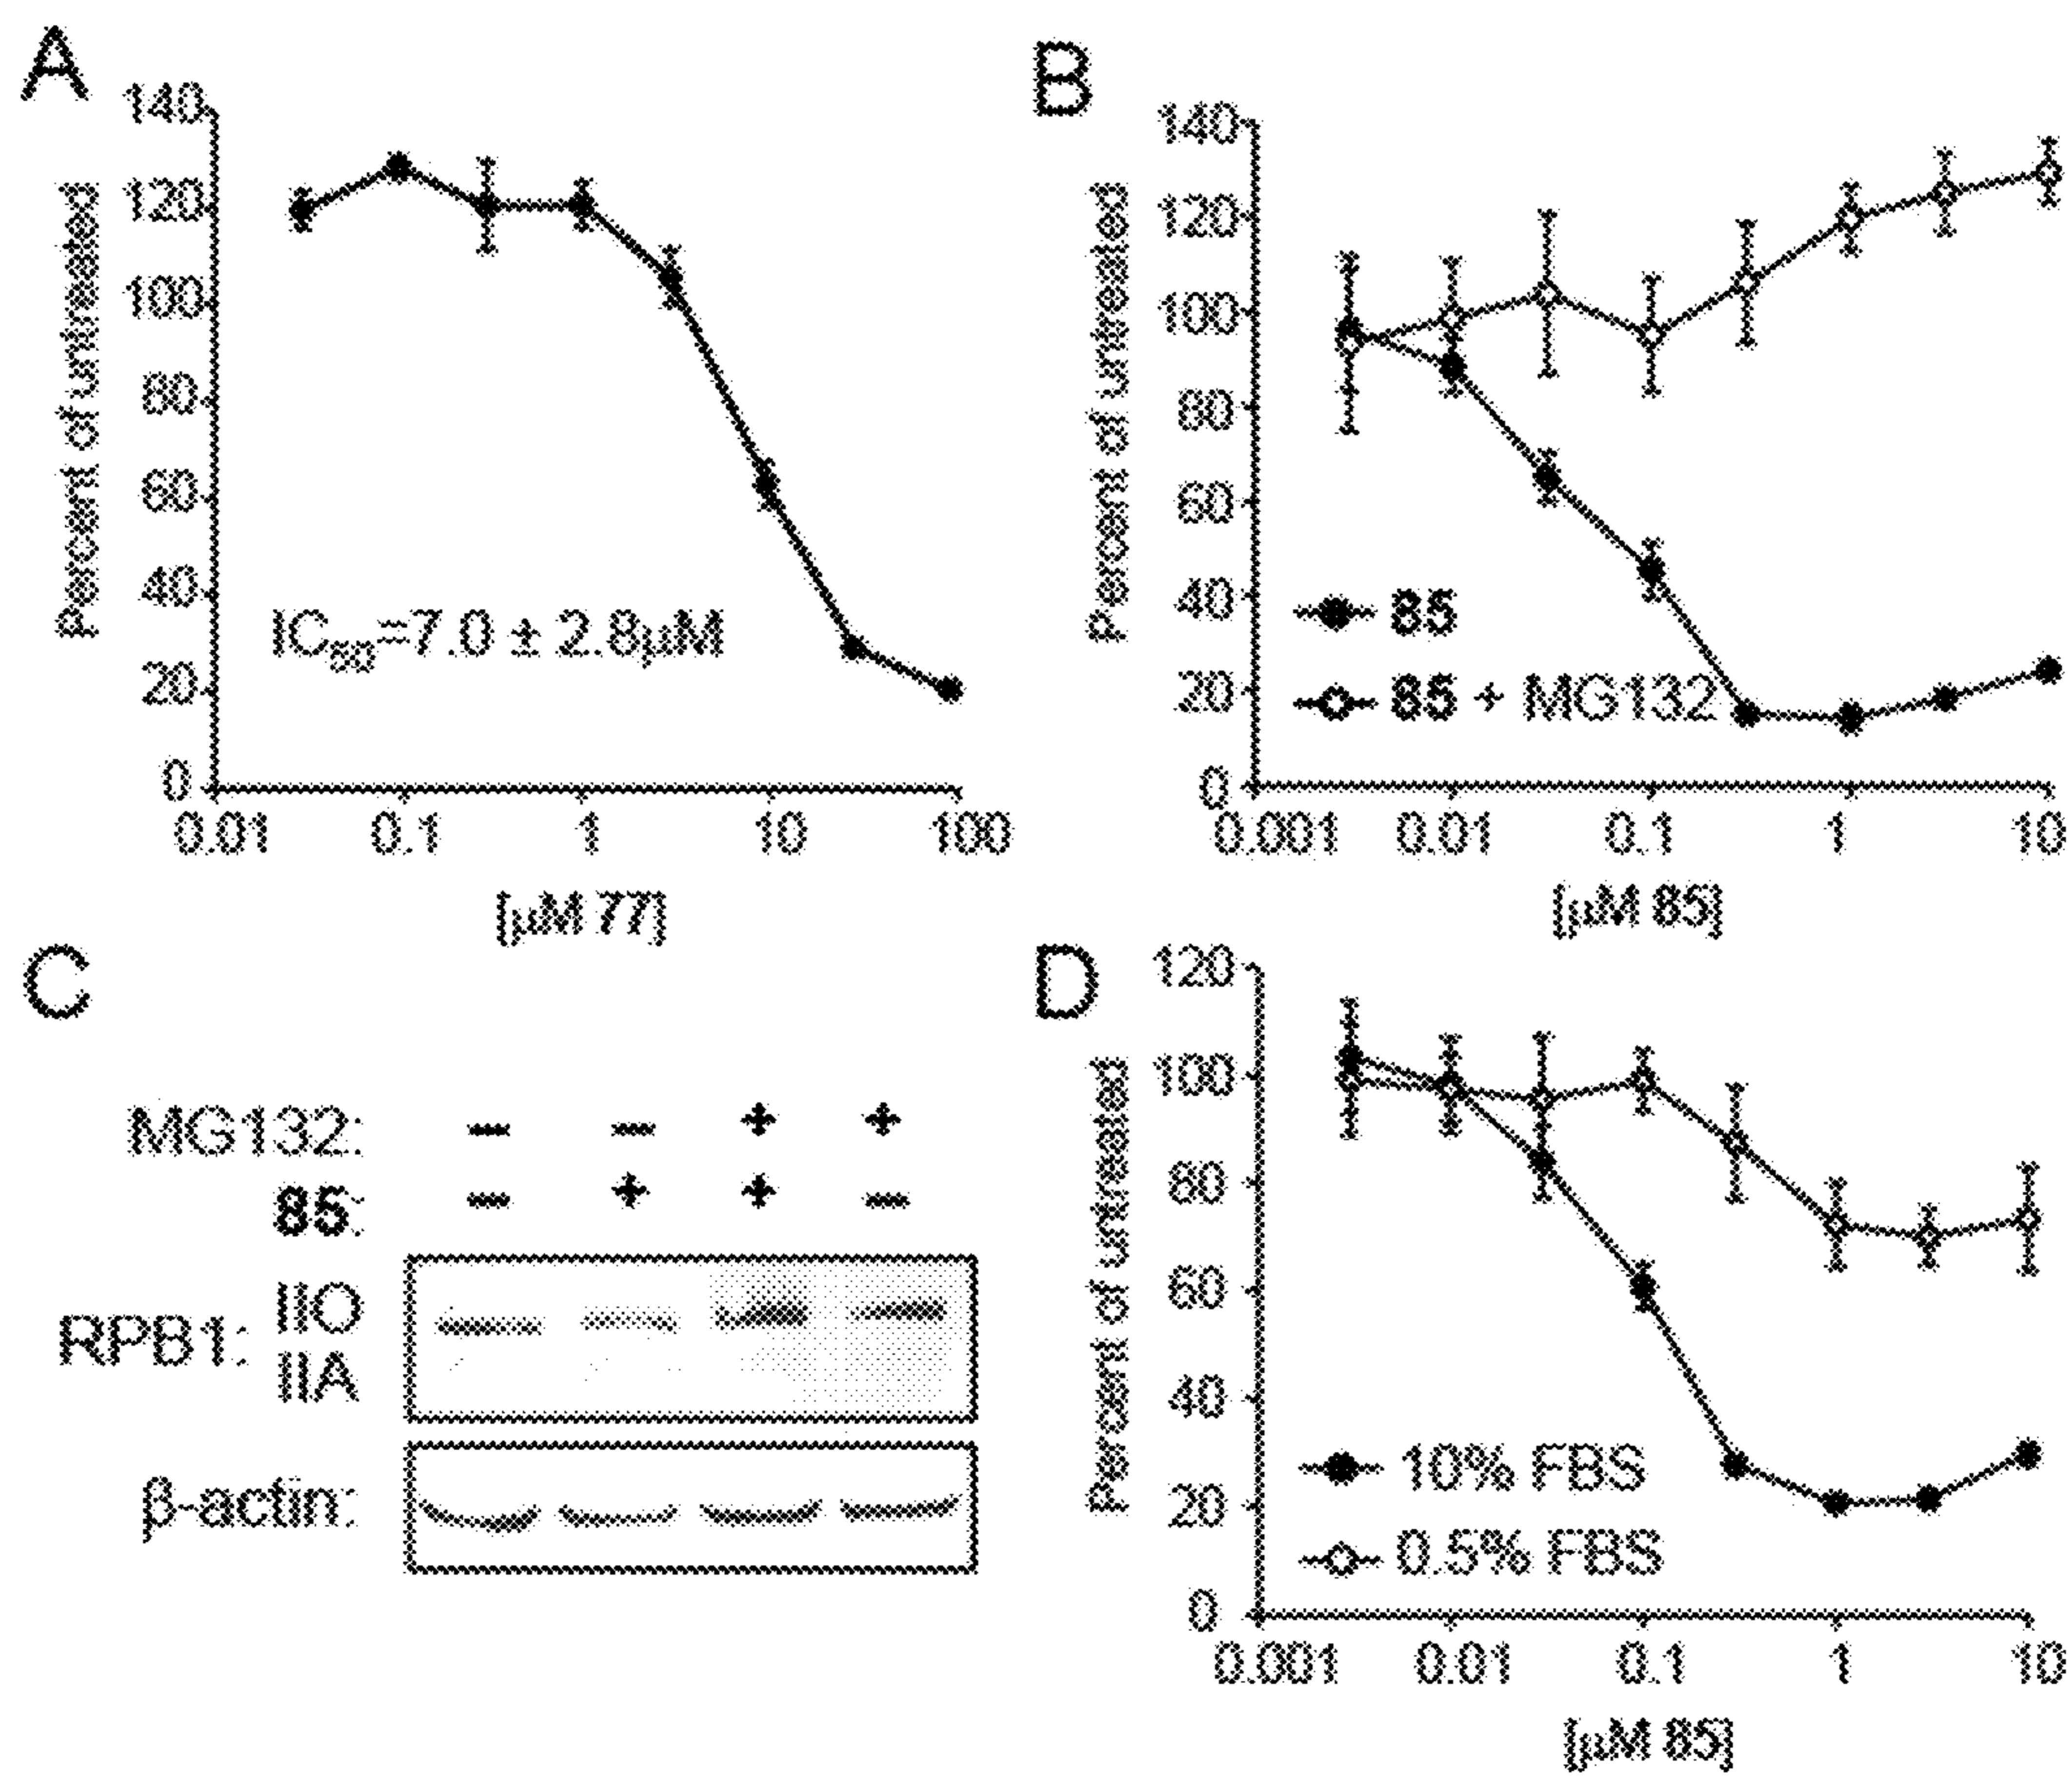 A
140
120
100
80
60
40
20
0
Percent of untreated
IC50=7.0 ± 2.8μM
0.01 0.1 1 10 100
[μM 77]
B
140
120
100
80
60
40
20
0
Percent of untreated
85
85 + MG132
0.001 0.01 0.1 1 10
[μM 85]
C
MG132: – – + +
85: – + + –
RPB1: IIO
IIA
β-actin:
D
120
100
80
60
40
20
0
Percent of untreated
10% FBS
0.5% FBS
0.001 0.01 0.1 1 10
[μM 85]